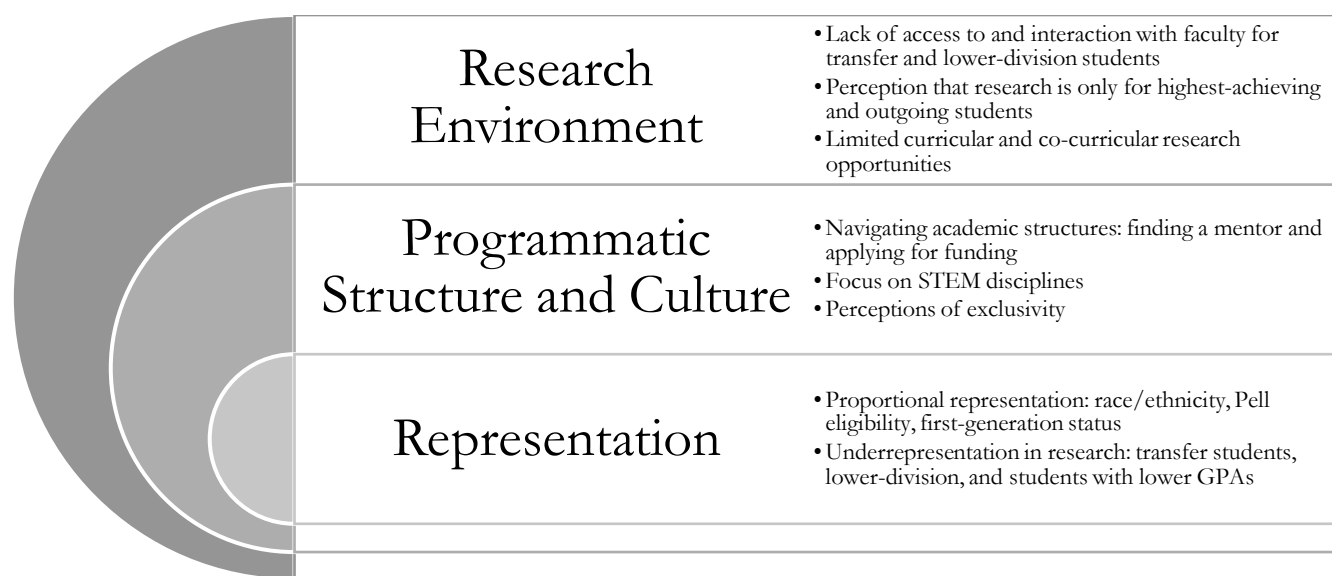 Research
Environment
• Lack of access to and interaction with faculty for
transfer and lower-division students
• Perception that research is only for highest-achieving
and outgoing students
• Limited curricular and co-curricular research
opportunities
Programmatic
Structure and Culture
• Navigating academic structures: finding a mentor and
applying for funding
• Focus on STEM disciplines
• Perceptions of exclusivity
Representation
• Proportional representation: race/ethnicity, Pell
eligibility, first-generation status
• Underrepresentation in research: transfer students,
lower-division, and students with lower GPAs